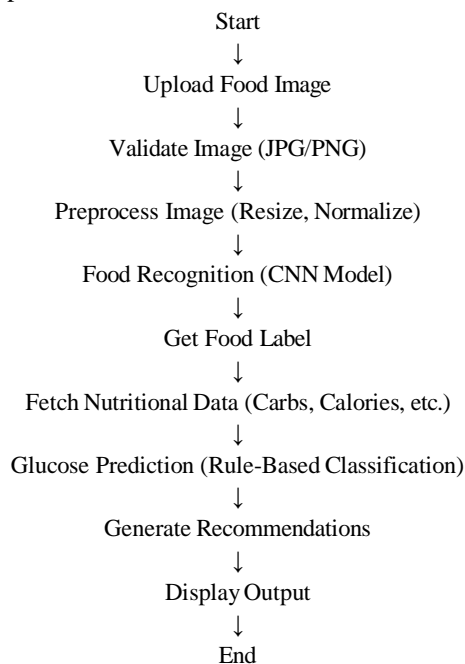 Start
↓
Upload Food Image
↓
Validate Image (JPG/PNG)
↓
Preprocess Image (Resize, Normalize)
↓
Food Recognition (CNN Model)
↓
Get Food Label
↓
Fetch Nutritional Data (Carbs, Calories, etc.)
↓
Glucose Prediction (Rule-Based Classification)
↓
Generate Recommendations
↓
Display Output
↓
End